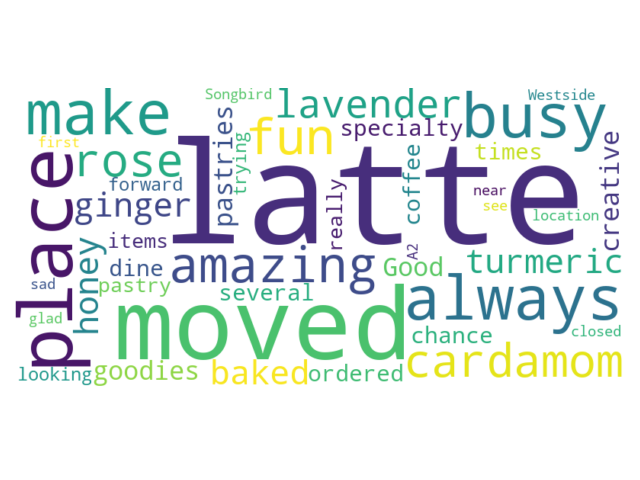 Songbird
Westside
make
lavender
busy
fun
specialty
first
rose
pastries
trying
latte
times
creative
coffee
forward
ginger
really
near
see
location
place
items
honey
dine
amazing
A2
Good
turmeric
sad
pastry
several
moved
always
glad
chance
closed
looking
goodies
baked
ordered
cardamom